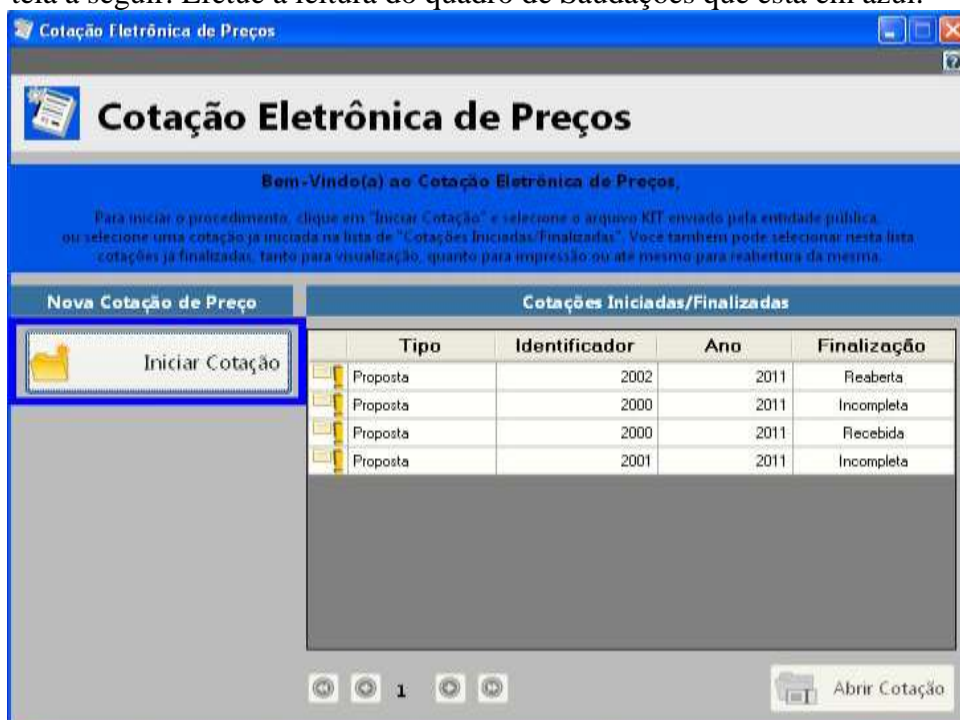 tela a seguir. Efetue a leitura do quadro de Saudações que está em azul.
Cotação Eletrônica de Preços
Cotação Eletrônica de Preços
Bem-Vindo(a) ao Cotação Eletrônica de Preços,
Para iniciar o procedimento, clique em "Iniciar Cotação" e selecione o arquivo KIT enviado pela entidade pública,
ou selecione uma cotação ja iniciada na lista de "Cotações Iniciadas/Finalizadas". Voce tambem pode selecionar nesta lista
cotações ja finalizadas, tanto para visualização, quanto para impressão ou ate mesmo para reabertura da mesma.
Nova Cotação de Preço
Cotações Iniciadas/Finalizadas
Iniciar Cotação
Tipo Identificador Ano Finalização
Proposta 2002 2011 Reaberta
Proposta 2000 2011 Incompleta
Proposta 2000 2011 Recebida
Proposta 2001 2011 Incompleta
1
Abrir Cotação